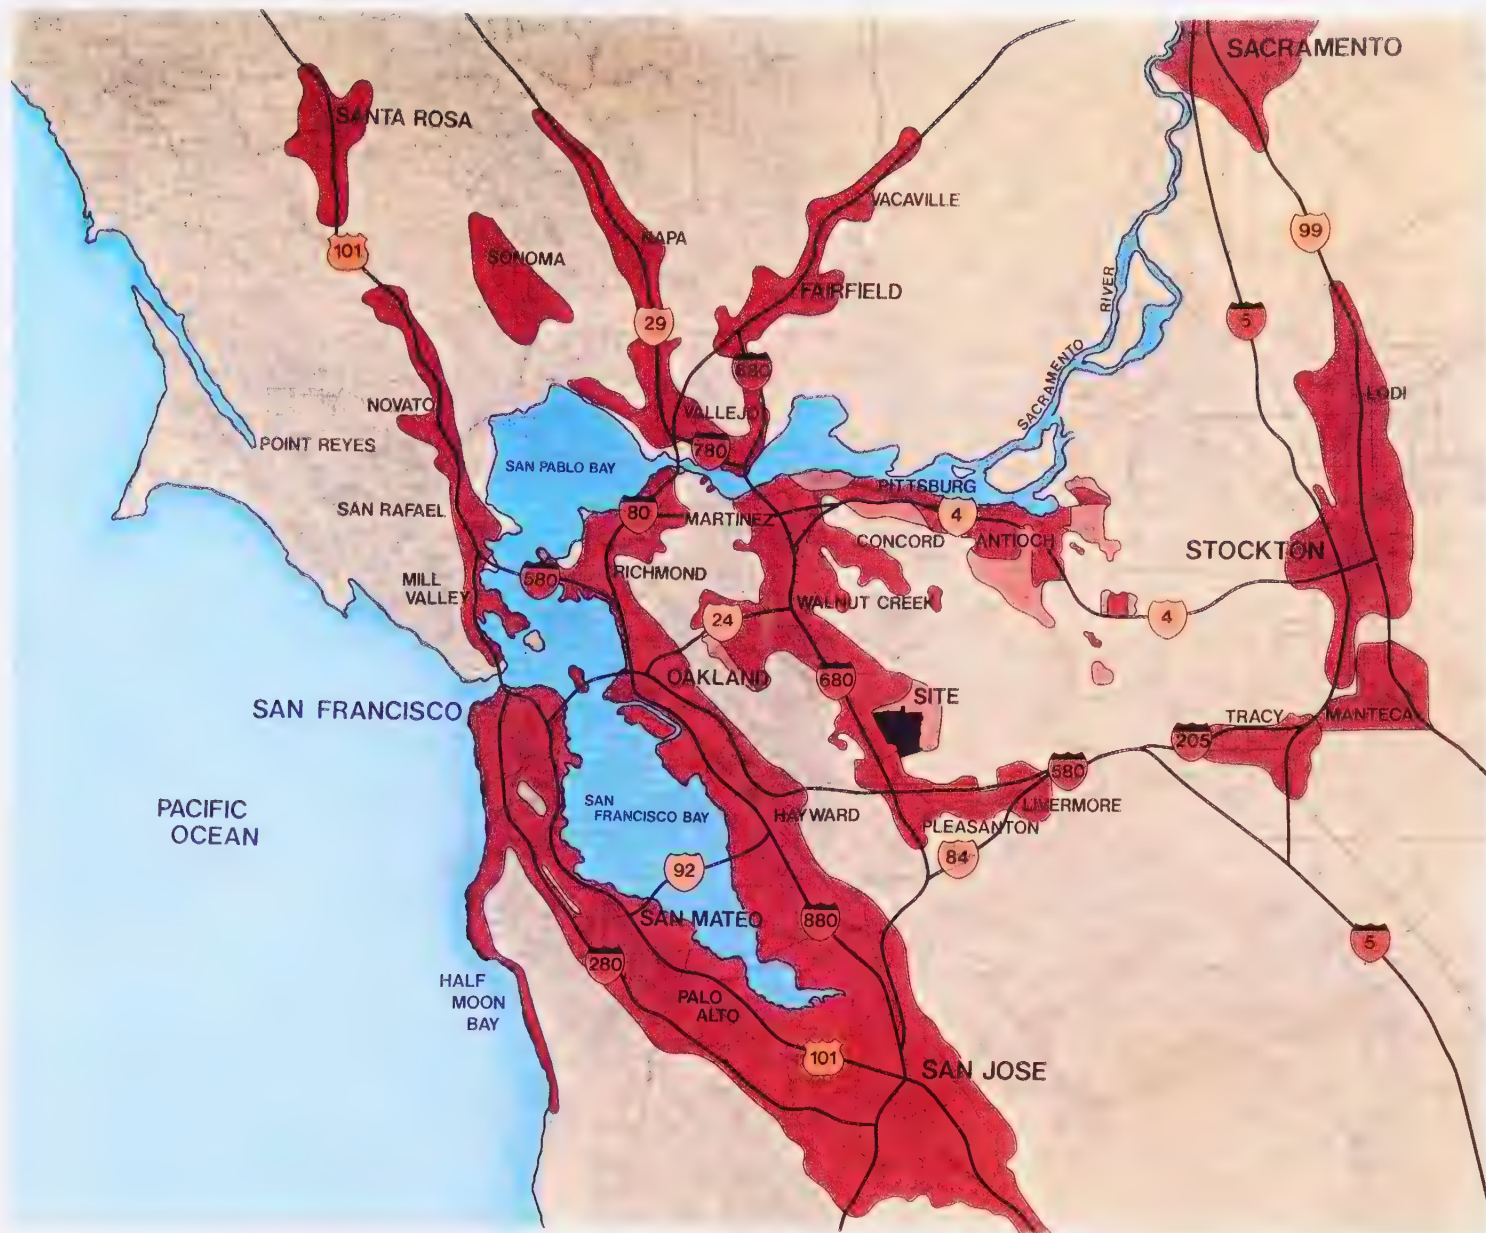 SACRAMENTO
SANTA ROSA
VACAVILLE
101
99
NAPA
SONOMA
FAIRFIELD
RIVER
29
5
680
SACRAMENTO
LODI
NOVATO
VALLEJO
POINT REYES
780
SAN PABLO BAY
PITTSBURG
SAN RAFAEL
80
MARTINEZ
4
CONCORD
ANTIOCH
STOCKTON
580
RICHMOND
MILL
VALLEY
WALNUT CREEK
24
4
OAKLAND
680
SITE
SAN FRANCISCO
TRACY
MANTECA
205
580
PACIFIC
OCEAN
SAN
FRANCISCO BAY
HAYWARD
LIVERMORE
PLEASANTON
84
92
SAN MATEO
880
5
280
HALF
MOON
BAY
PALO
ALTO
101
SAN JOSE